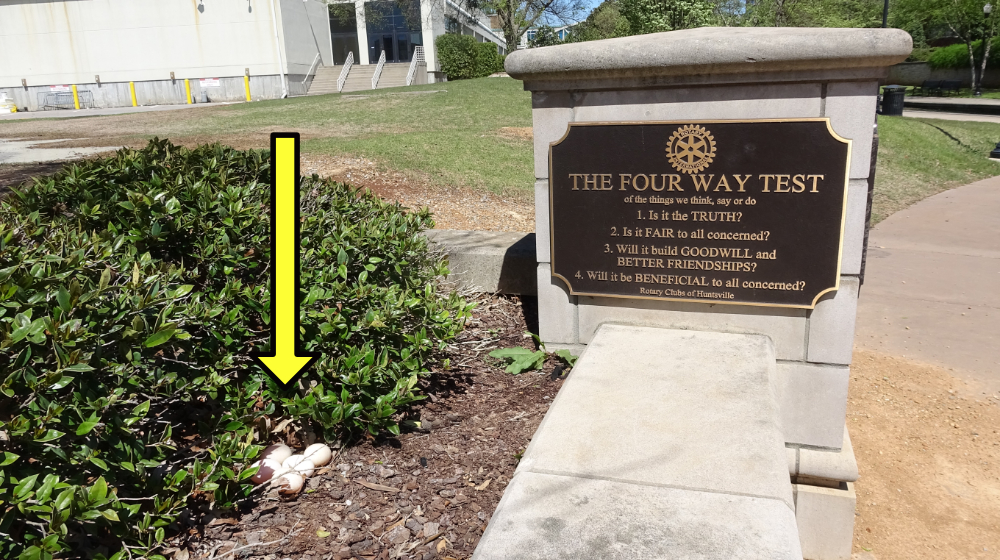 THE FOUR WAY TEST
of the things we think, say or do
1. Is it the TRUTH?
2. Is it FAIR to all concerned?
3. Will it build GOODWILL and
BETTER FRIENDSHIPS?
4. Will it be BENEFICIAL to all concerned?
Rotary Clubs of Huntsville